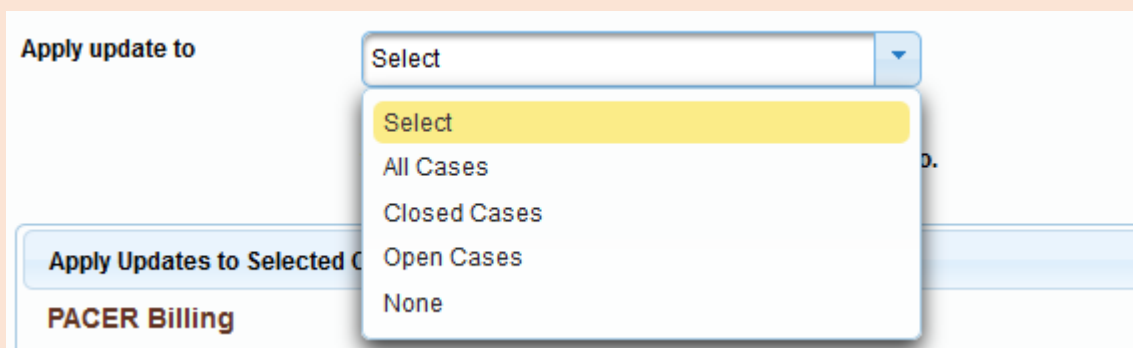 Apply update to Select
Select
All Cases
o.
Closed Cases
Apply Updates to Selected Open Cases
PACER Billing None